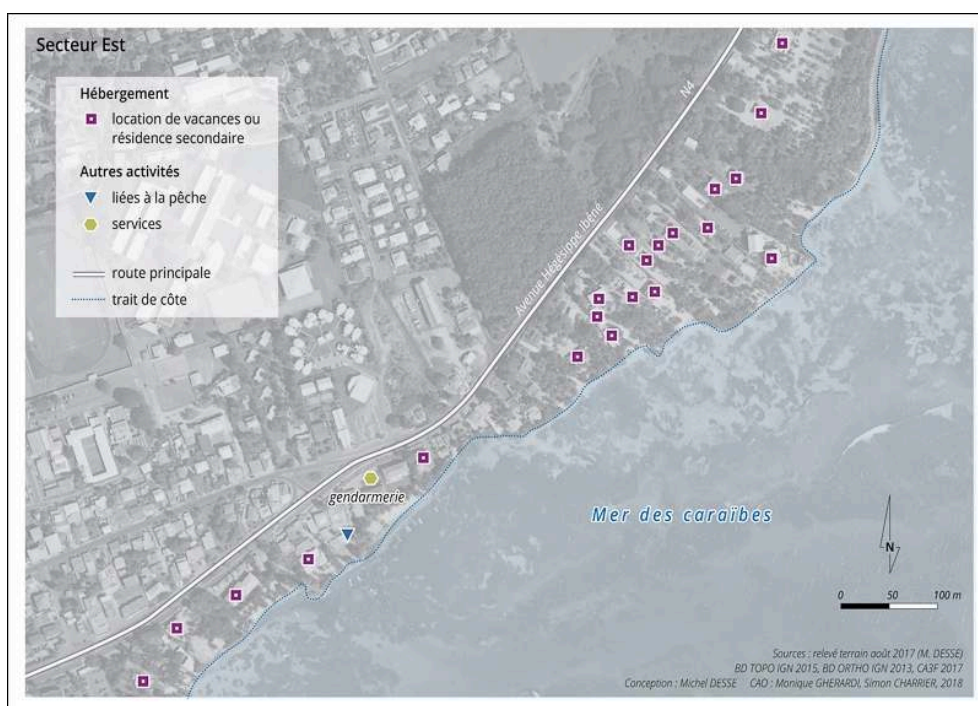 Secteur Est
Hébergement
location de vacances ou
résidence secondaire
Autres activités
liées à la pêche
services
route principale
trait de côte
N4
Avenue Hégésippe Ibéné
gendarmerie
Mer des caraïbes
N
0 50 100 m
Sources : relevé terrain août 2017 (M. DESSE)
BD TOPO IGN 2015, BD ORTHO IGN 2013, CA3F 2017
Conception : Michel DESSE CAO : Monique GHERARDI, Simon CHARRIER, 2018